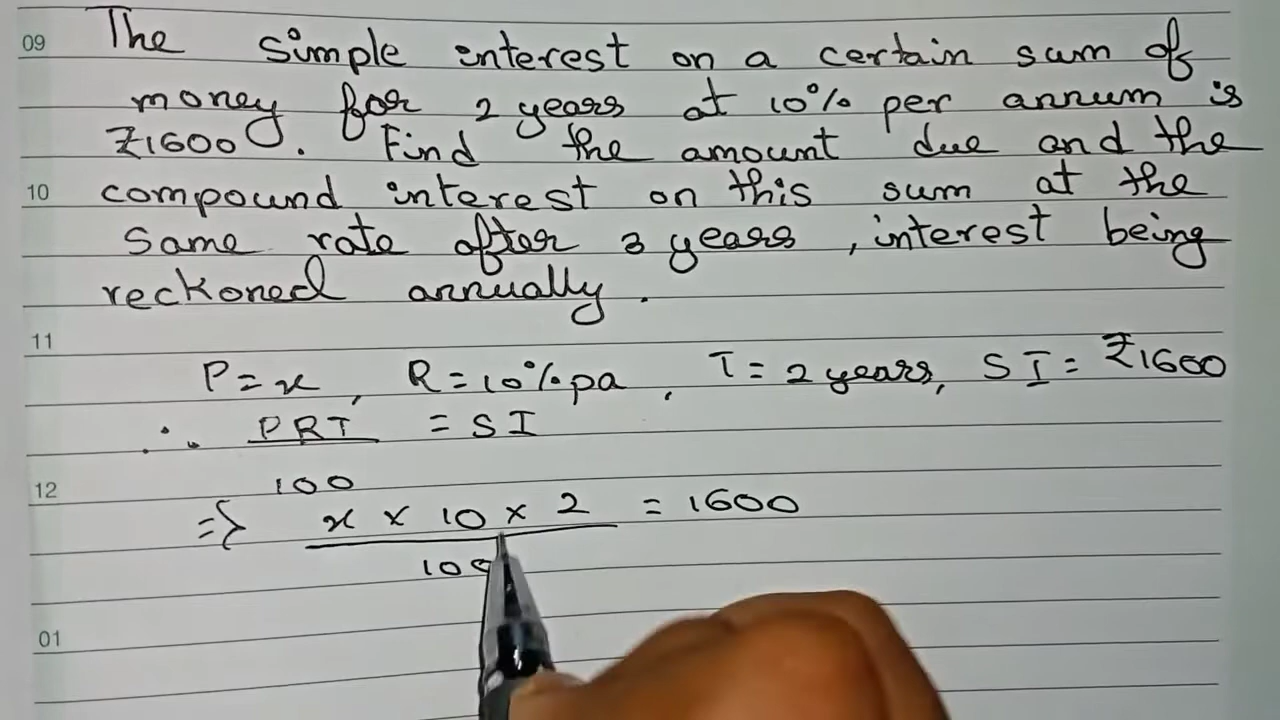 09
The simple interest on a certain sum of
money for 2 years at 10% per annum is
₹1600. Find the amount due and the
10
compound interest on this sum at the
same rate after 3 years, interest being
reckoned annually.
11
P = x, R = 10% pa, T = 2 years, SI = ₹1600
∴ PRT = SI
100
12
=> x × 10 × 2 = 1600
100
01